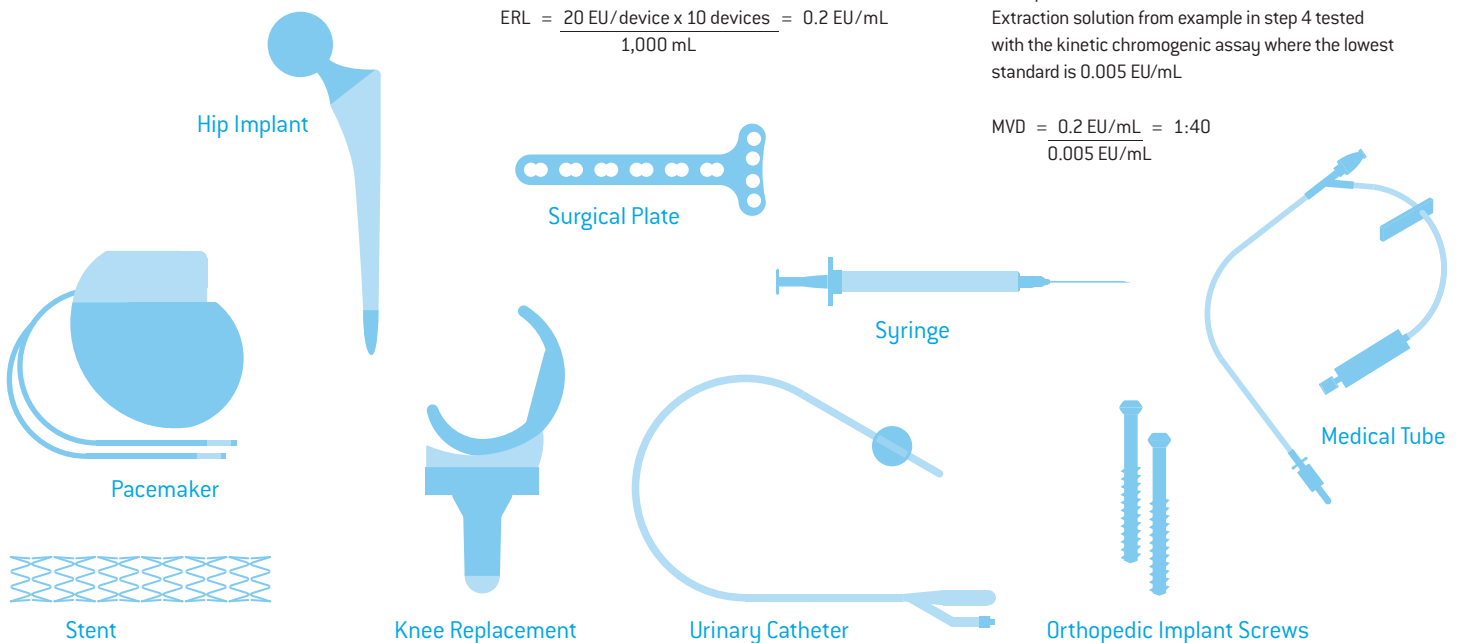 ERL = 20 EU/device x 10 devices = 0.2 EU/mL
1,000 mL
Extraction solution from example in step 4 tested
with the kinetic chromogenic assay where the lowest
standard is 0.005 EU/mL
MVD = 0.2 EU/mL = 1:40
0.005 EU/mL
Hip Implant
Surgical Plate
Syringe
Medical Tube
Pacemaker
Stent
Knee Replacement
Urinary Catheter
Orthopedic Implant Screws